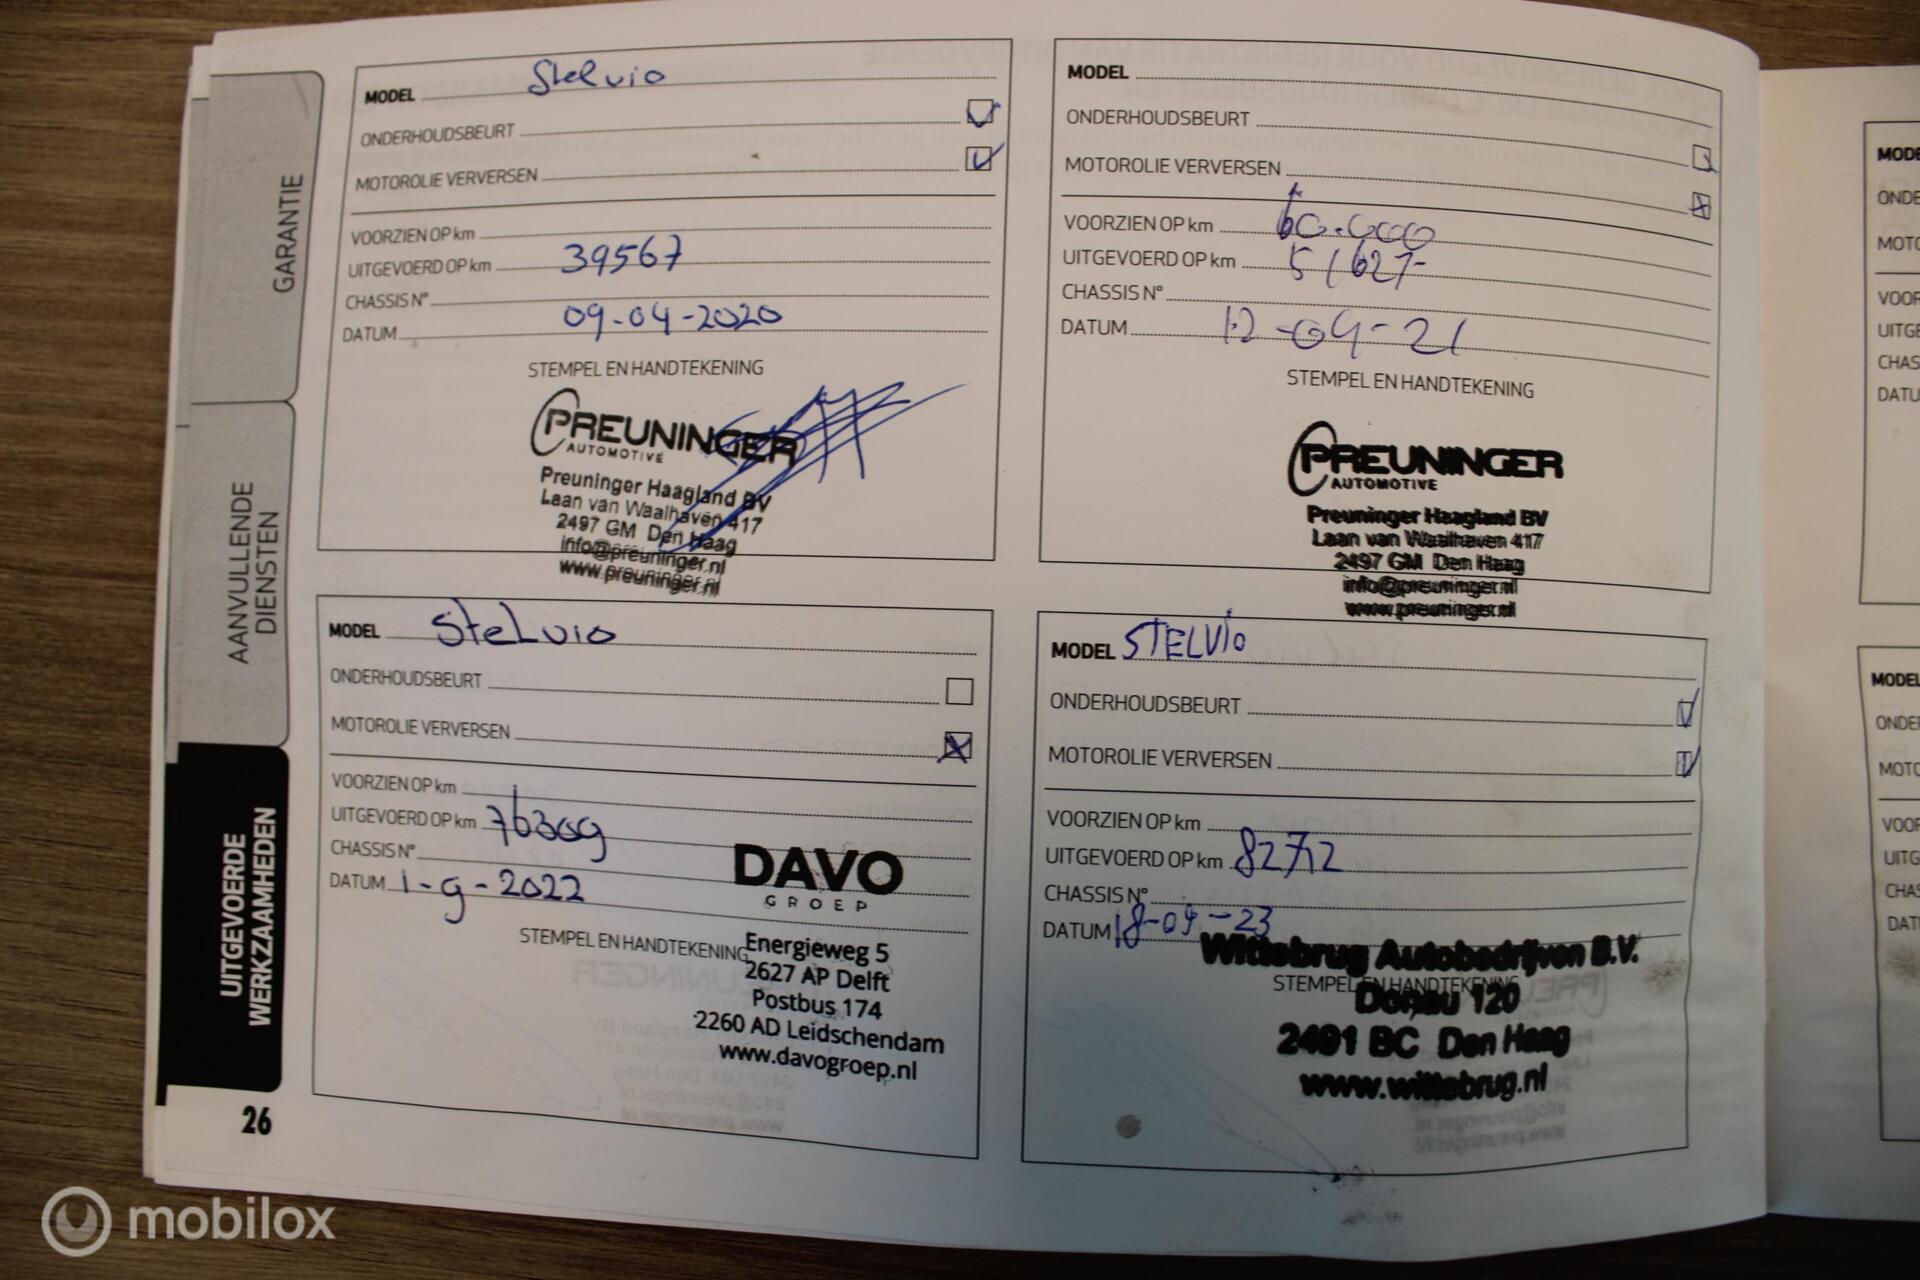 GARANTIE
AANVULLENDE
DIENSTEN
UITGEVOERDE
WERKZAAMHEDEN
26
MODEL Stelvio
ONDERHOUDSBEURT
MOTOROLIE VERVERSEN
VOORZIEN OP km
UITGEVOERD OP km 39567
CHASSIS N°
DATUM 09-04-2020
STEMPEL EN HANDTEKENING
PREUNINGER
AUTOMOTIVE
Preuninger Haagland BV
Laan van Waalhaven 417
2497 GM Den Haag
info@preuninger.nl
www.preuninger.nl
MODEL
ONDERHOUDSBEURT
MOTOROLIE VERVERSEN
VOORZIEN OP km 60.000
UITGEVOERD OP km
CHASSIS N°
DATUM 12-04-21
STEMPEL EN HANDTEKENING
PREUNINGER
AUTOMOTIVE
Preuninger Haagland BV
Laan van Waalhaven 417
2497 GM Den Haag
info@preuninger.nl
www.preuninger.nl
MODEL Stelvio
ONDERHOUDSBEURT
MOTOROLIE VERVERSEN
VOORZIEN OP km
UITGEVOERD OP km 76309
CHASSIS N°
DATUM 1-9-2022
STEMPEL EN HANDTEKENING
DAVO
GROEP
Energieweg 5
2627 AP Delft
Postbus 174
2260 AD Leidschendam
www.davogroep.nl
MODEL STELVIO
ONDERHOUDSBEURT
MOTOROLIE VERVERSEN
VOORZIEN OP km
UITGEVOERD OP km 82712
CHASSIS N°
DATUM 18-09-23
STEMPEL EN HANDTEKENING
Wittebrug Autobedrijven B.V.
Donau 120
2491 BC Den Haag
www.wittebrug.nl
mobilox